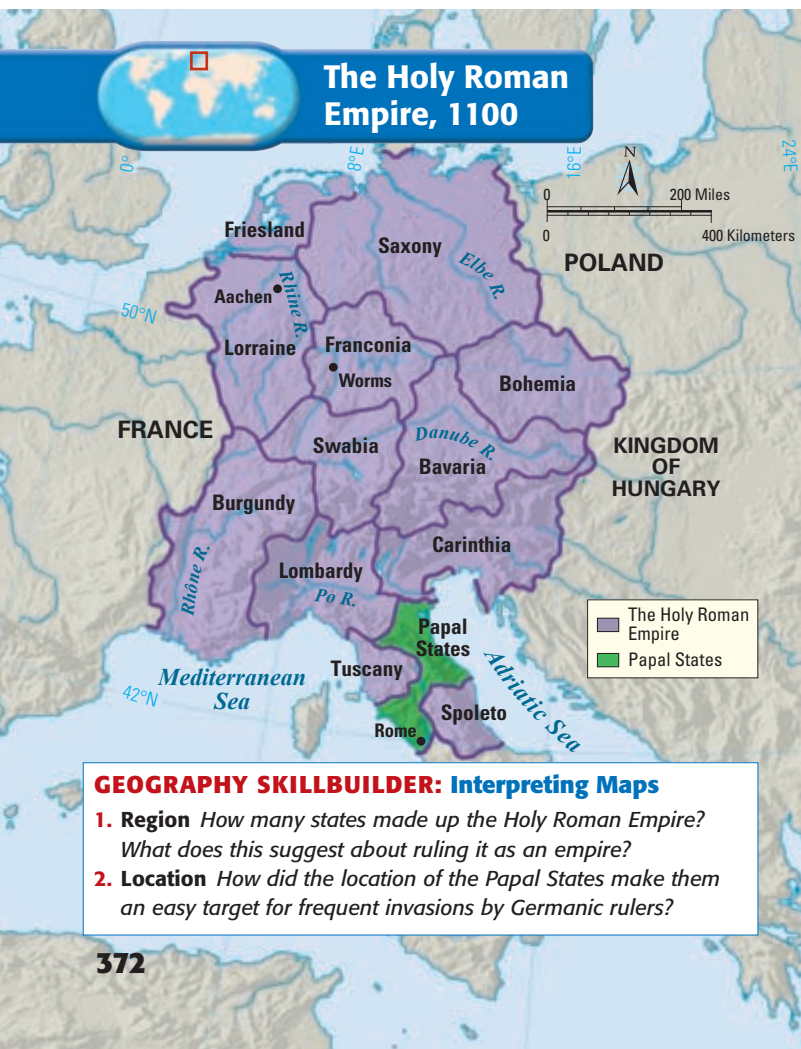 The Holy Roman
Empire, 1100
0°
8°E
16°E
24°E
N
0
200 Miles
0
400 Kilometers
Friesland
Saxony
Elbe R.
POLAND
Aachen
Rhine R.
50°N
Lorraine
Franconia
Worms
Bohemia
FRANCE
Swabia
Danube R.
Bavaria
KINGDOM
OF
HUNGARY
Burgundy
Carinthia
Rhône R.
Lombardy
Po R.
Papal
States
The Holy Roman
Empire
Papal States
Tuscany
Mediterranean
Sea
42°N
Adriatic Sea
Spoleto
Rome
GEOGRAPHY SKILLBUILDER: Interpreting Maps
1. Region How many states made up the Holy Roman Empire?
What does this suggest about ruling it as an empire?
2. Location How did the location of the Papal States make them
an easy target for frequent invasions by Germanic rulers?
372